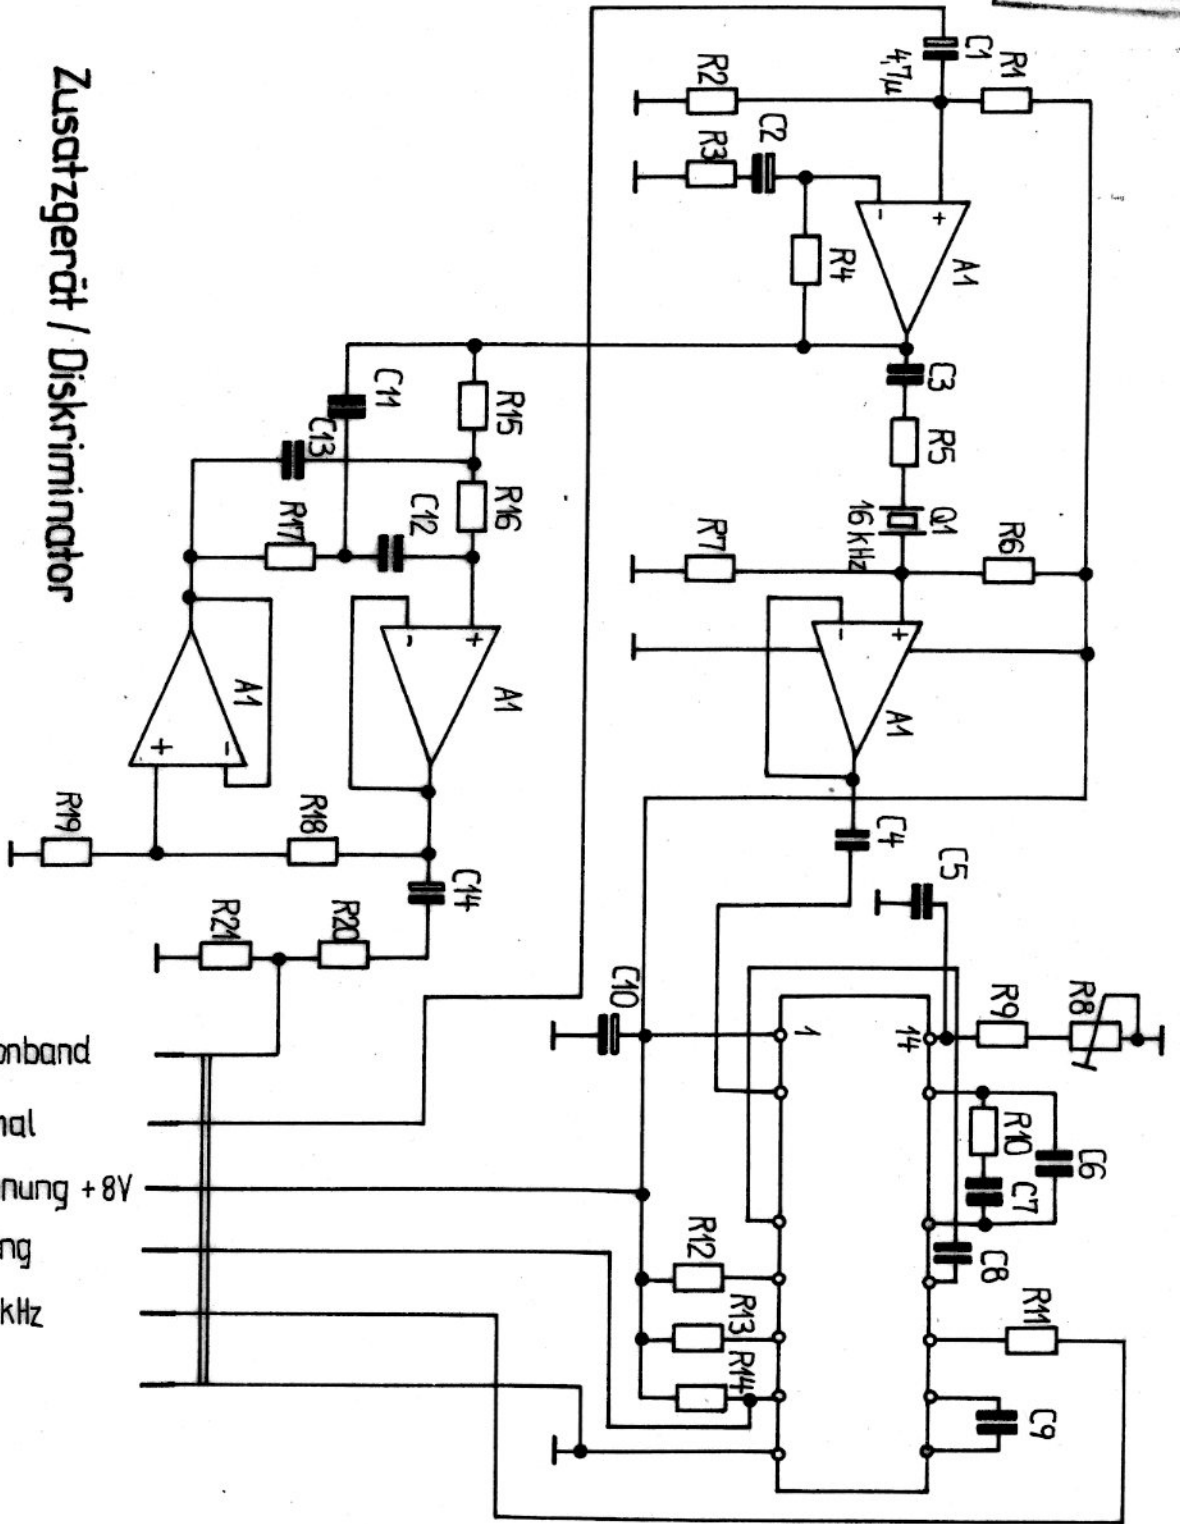 Zusatzgerät / Diskriminator
C1
4,7µ
R1
R2
C2
R3
-
+
A1
R4
C3
R5
Q1
16 kHz
R6
R7
-
+
A1
C4
C5
C11
C13
R15
R16
R17
C12
-
+
A1
A1
+
-
R19
R18
C14
R21
R20
C10
1
14
R9
R8
R10
C6
C7
C8
R11
C9
R12
R13
R14
onband
nal
nung +8V
ng
kHz